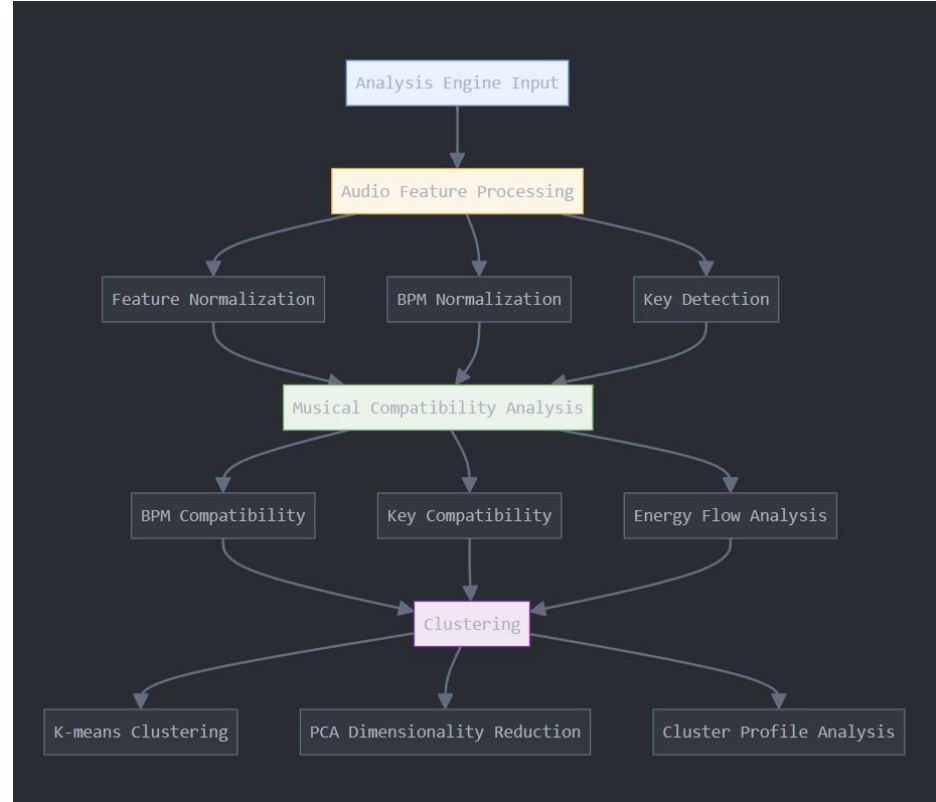 Analysis Engine Input
Audio Feature Processing
Feature Normalization
BPM Normalization
Key Detection
Musical Compatibility Analysis
BPM Compatibility
Key Compatibility
Energy Flow Analysis
Clustering
K-means Clustering
PCA Dimensionality Reduction
Cluster Profile Analysis